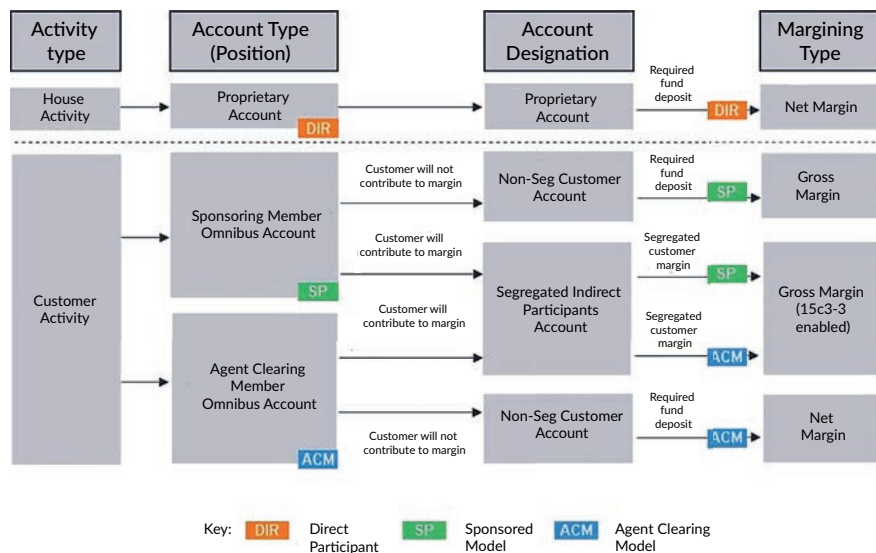 Activity
type
Account Type
(Position)
Account
Designation
Margining
Type
House
Activity
Proprietary
Account
DIR
Proprietary
Account
Required
fund
deposit
DIR
Net Margin
Customer
Activity
Sponsoring Member
Omnibus Account
SP
Customer will not
contribute to margin
Non-Seg Customer
Account
Required
fund
deposit
SP
Gross
Margin
Customer will
contribute to margin
Segregated Indirect
Participants
Account
Segregated
customer
margin
SP
Gross Margin
(15c3-3
enabled)
Customer will
contribute to margin
Segregated
customer
margin
ACM
Agent Clearing
Member
Omnibus Account
ACM
Customer will not
contribute to margin
Non-Seg Customer
Account
Required
fund
deposit
ACM
Net
Margin
Key:
DIR
Direct
Participant
SP
Sponsored
Model
ACM
Agent Clearing
Model